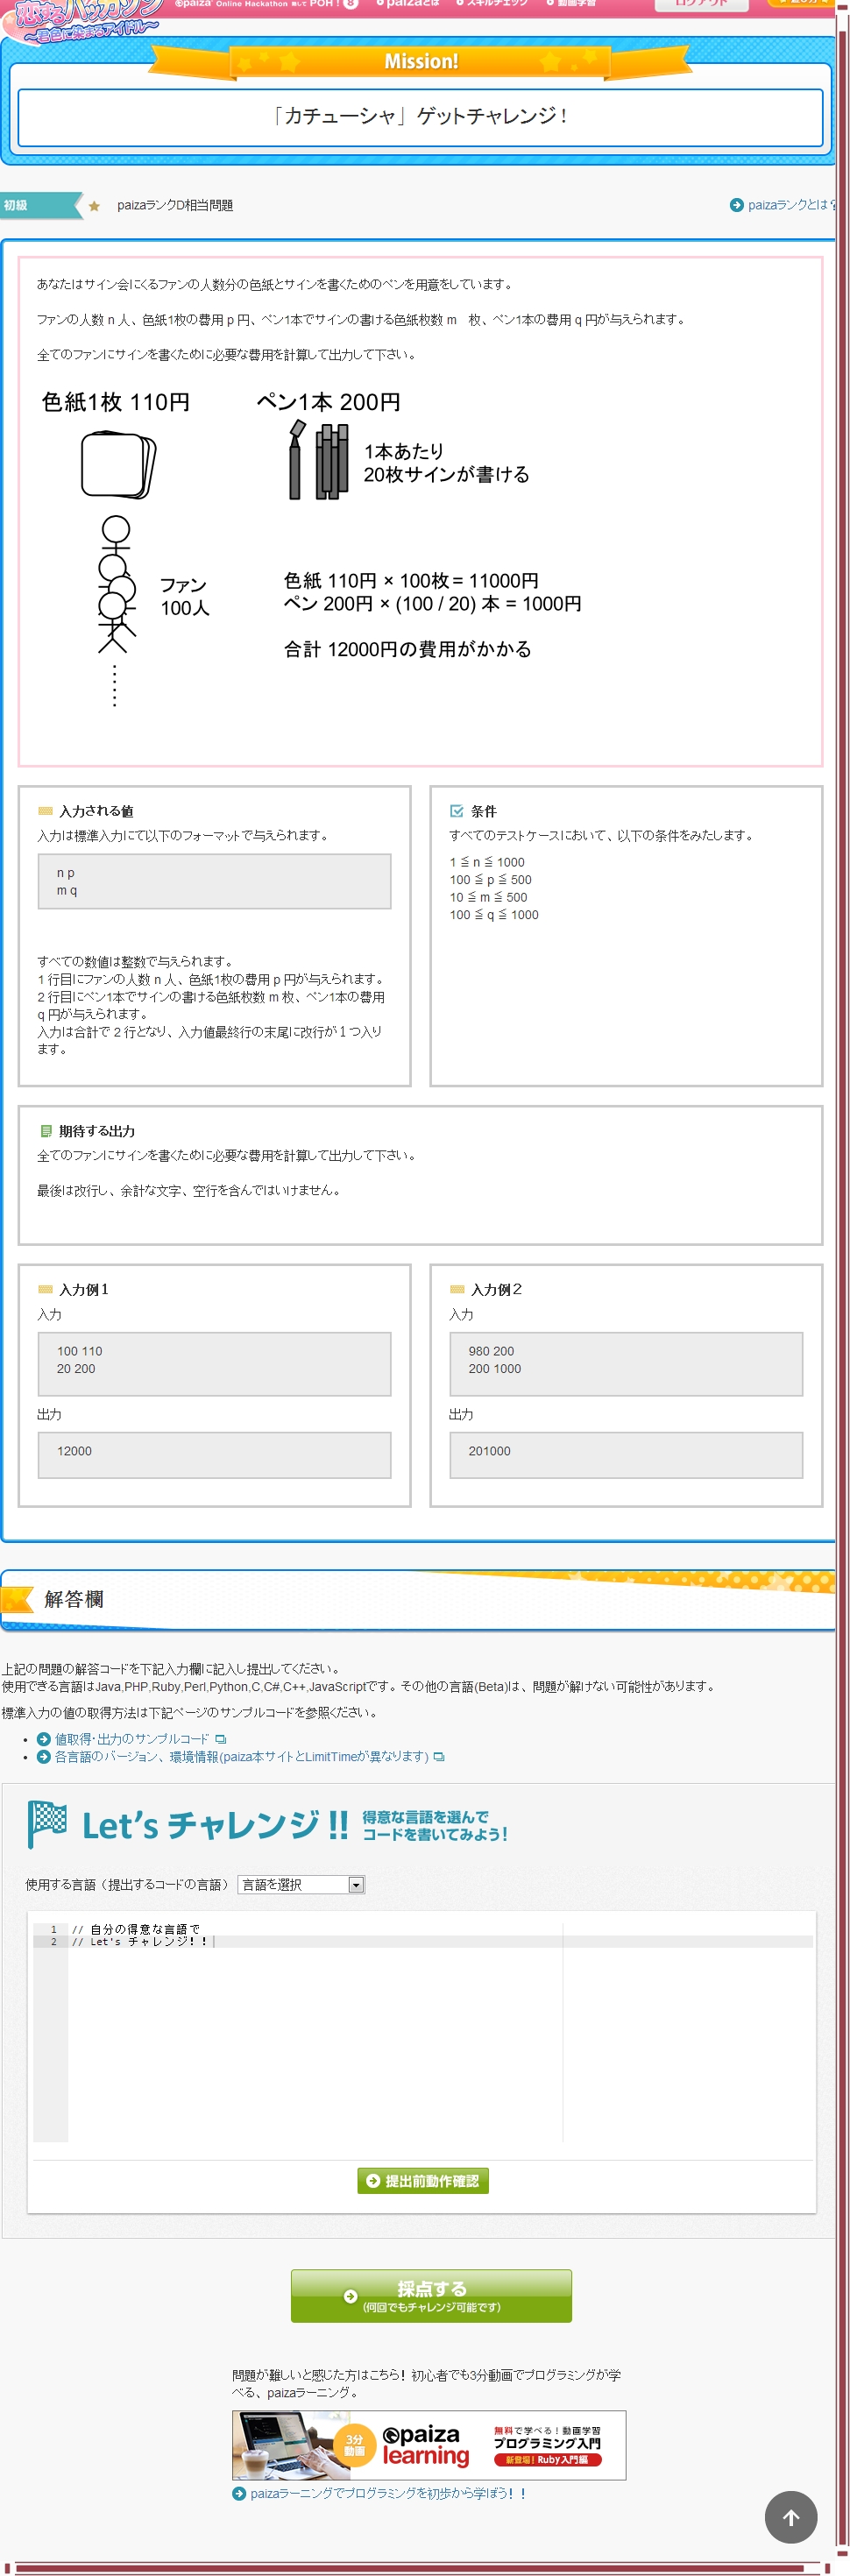 恋するハッカソン
～君色に染まるアイドル～
paiza Online Hackathon 略して POH! 8
paizaとは
スキルチェック
動画学習
ログアウト
Mission!
「カチューシャ」ゲットチャレンジ!
初級
paizaランクD相当問題
paizaランクとは?
あなたはサイン会にくるファンの人数分の色紙とサインを書くためのペンを用意をしています。
ファンの人数 n 人、色紙1枚の費用 p 円、ペン1本でサインの書ける色紙枚数 m　枚、ペン1本の費用 q 円が与えられます。
全てのファンにサインを書くために必要な費用を計算して出力して下さい。
色紙1枚 110円
ペン1本 200円
1本あたり
20枚サインが書ける
ファン
100人
色紙 110円 × 100枚 = 11000円
ペン 200円 × (100 / 20) 本 = 1000円
合計 12000円の費用がかかる
入力される値
入力は標準入力にて以下のフォーマットで与えられます。
n p
m q
すべての数値は整数で与えられます。
1 行目にファンの人数 n 人、色紙1枚の費用 p 円が与えられます。
2 行目にペン1本でサインの書ける色紙枚数 m 枚、ペン1本の費用
q 円が与えられます。
入力は合計で 2 行となり、入力値最終行の末尾に改行が１つ入り
ます。
条件
すべてのテストケースにおいて、以下の条件をみたします。
1 ≦ n ≦ 1000
100 ≦ p ≦ 500
10 ≦ m ≦ 500
100 ≦ q ≦ 1000
期待する出力
全てのファンにサインを書くために必要な費用を計算して出力して下さい。
最後は改行し、余計な文字、空行を含んではいけません。
入力例１
入力
100 110
20 200
出力
12000
入力例２
入力
980 200
200 1000
出力
201000
解答欄
上記の問題の解答コードを下記入力欄に記入し提出してください。
使用できる言語はJava,PHP,Ruby,Perl,Python,C,C#,C++,JavaScriptです。その他の言語(Beta)は、問題が解けない可能性があります。
標準入力の値の取得方法は下記ページのサンプルコードを参照ください。
値取得・出力のサンプルコード
各言語のバージョン、環境情報(paiza本サイトとLimitTimeが異なります)
Let's チャレンジ !! 得意な言語を選んで
コードを書いてみよう!
使用する言語（提出するコードの言語） 言語を選択
1 // 自分の得意な言語で
2 // Let's チャレンジ！！
提出前動作確認
採点する
(何回でもチャレンジ可能です)
問題が難しいと感じた方はこちら！初心者でも3分動画でプログラミングが学
べる、paizaラーニング。
3分
動画
paiza
learning
無料で学べる！動画学習
プログラミング入門
新登場! Ruby入門編
paizaラーニングでプログラミングを初歩から学ぼう！！